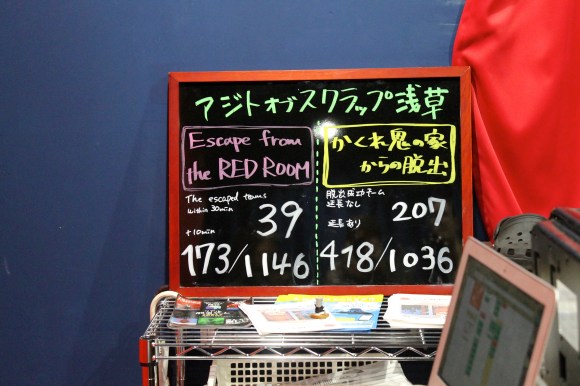 アジトオブスクラップ浅草
Escape from
the RED ROOM
The escaped teams
within 30min
39
+10min
173/1146
かくれ鬼の家
からの脱出
脱出成功チーム
延長なし
207
延長あり
418/1036